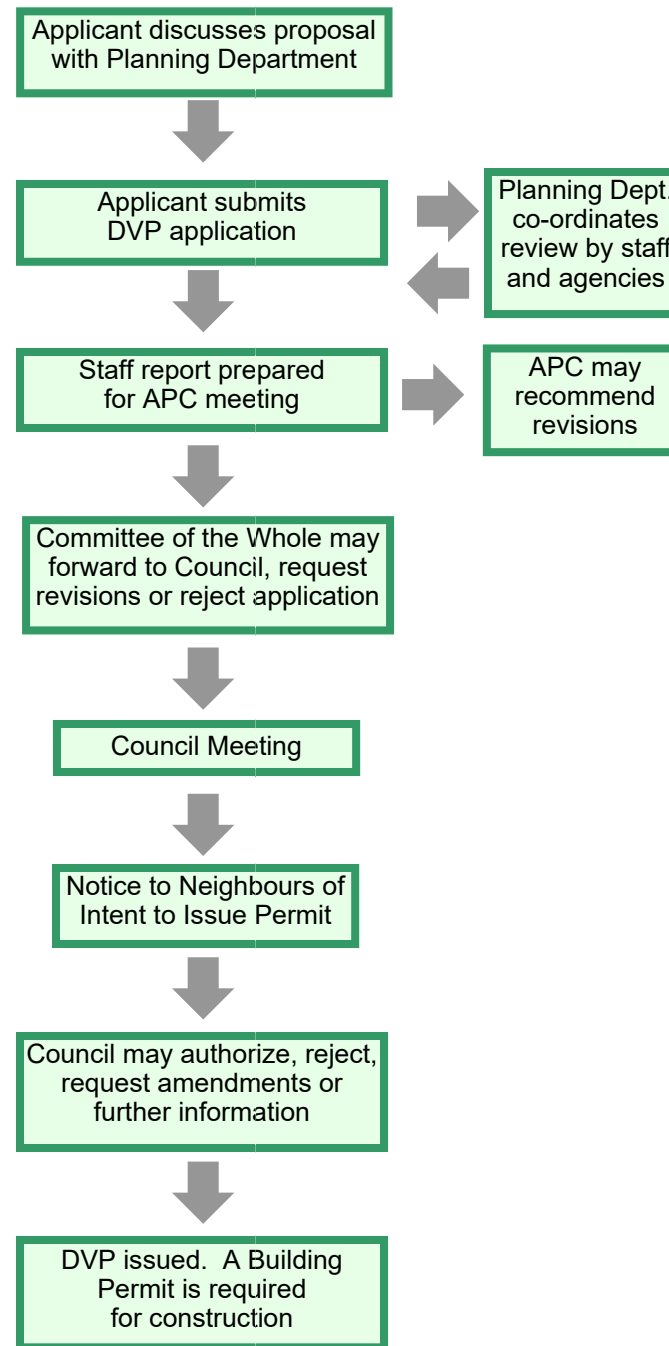 Applicant discusses proposal
with Planning Department
Applicant submits
DVP application
Planning Dept.
co-ordinates
review by staff
and agencies
Staff report prepared
for APC meeting
APC may
recommend
revisions
Committee of the Whole may
forward to Council, request
revisions or reject application
Council Meeting
Notice to Neighbours of
Intent to Issue Permit
Council may authorize, reject,
request amendments or
further information
DVP issued.  A Building
Permit is required
for construction